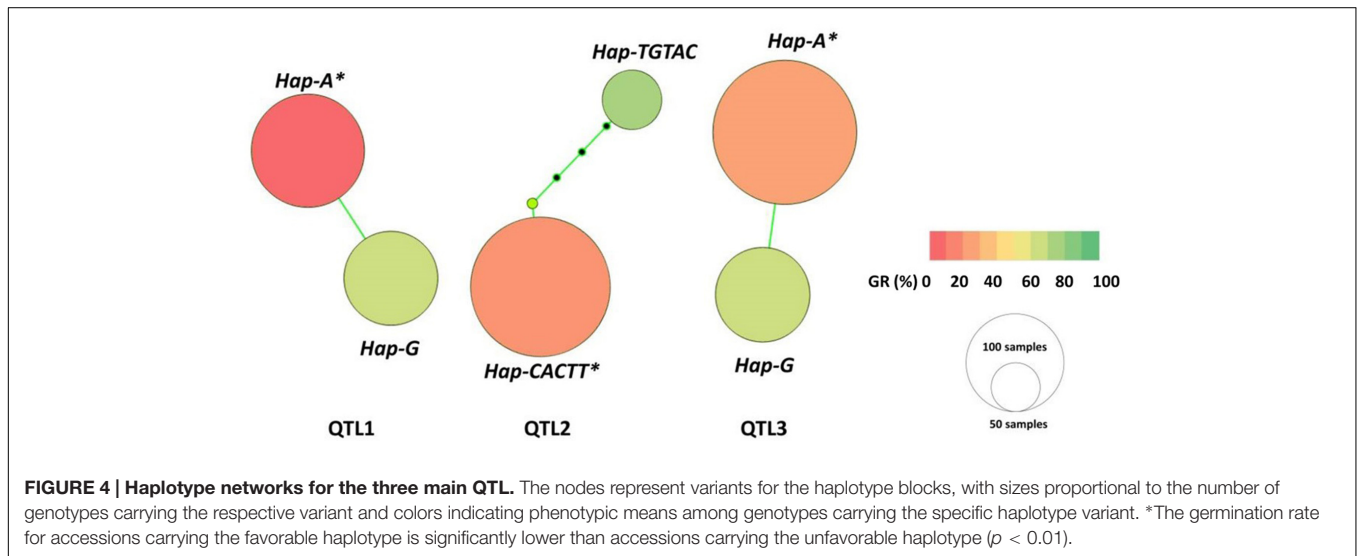 Hap-TGTAC
Hap-A*
Hap-A*
Hap-G
Hap-CACTT*
Hap-G
QTL1
QTL2
QTL3
GR (%) 0 20 40 60 80 100
100 samples
50 samples
FIGURE 4 | Haplotype networks for the three main QTL. The nodes represent variants for the haplotype blocks, with sizes proportional to the number of
genotypes carrying the respective variant and colors indicating phenotypic means among genotypes carrying the specific haplotype variant. *The germination rate
for accessions carrying the favorable haplotype is significantly lower than accessions carrying the unfavorable haplotype (p < 0.01).